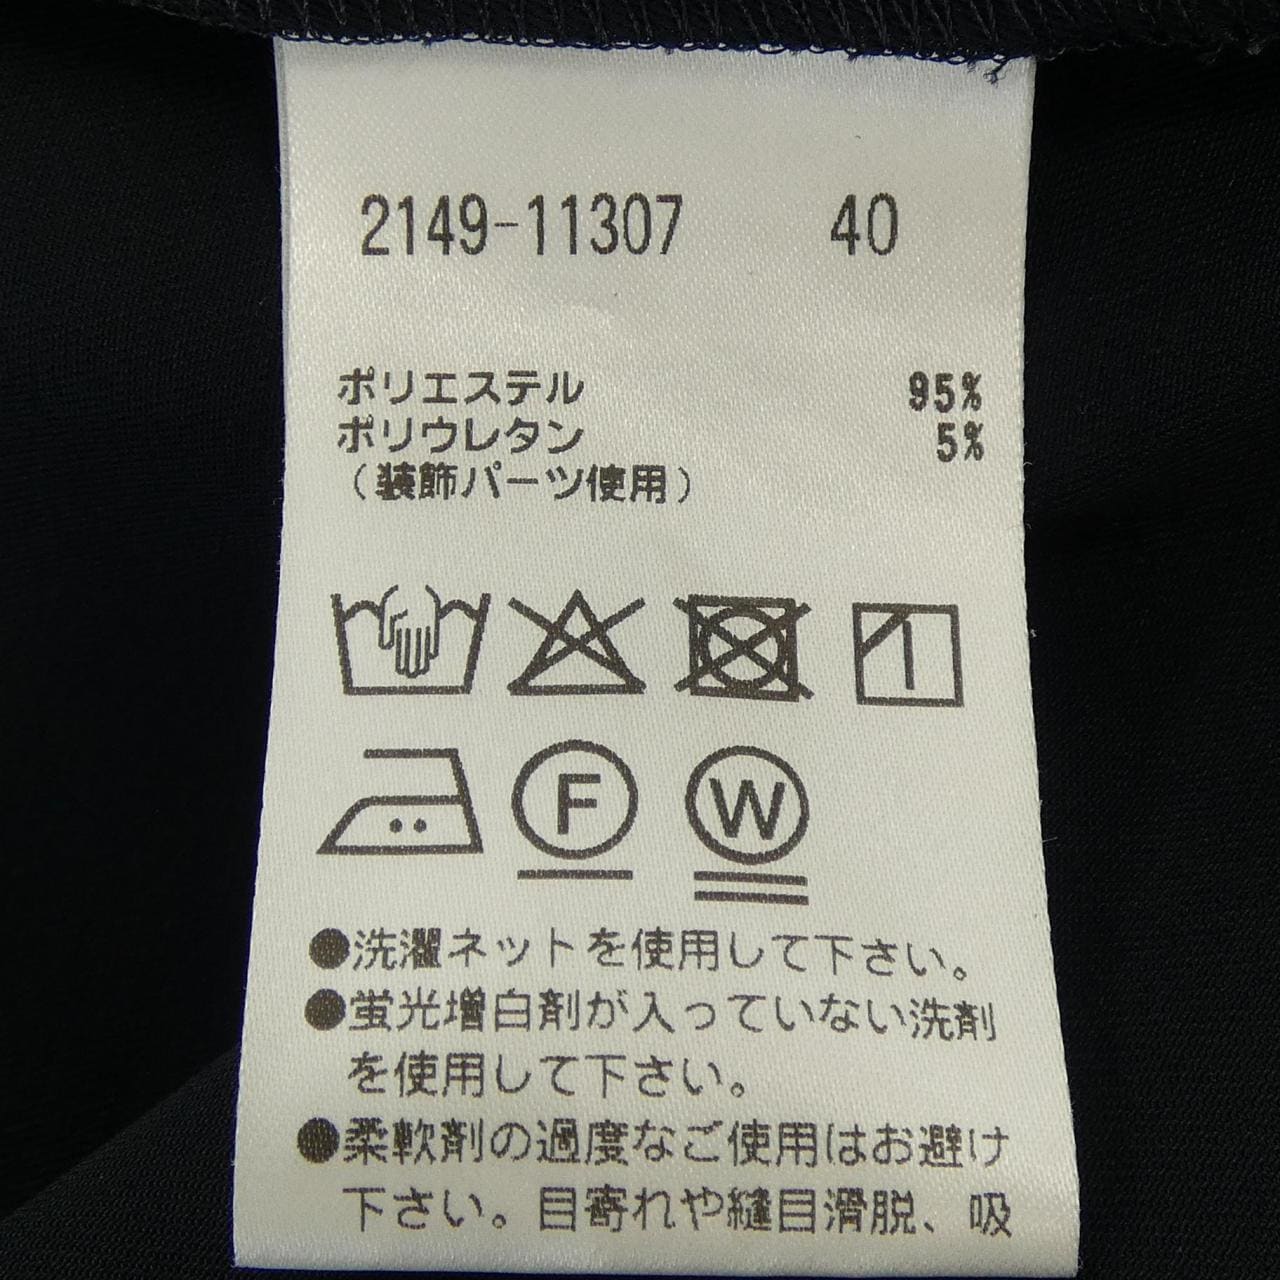 2149-11307 40
ポリエステル 95%
ポリウレタン 5%
（装飾パーツ使用）
F W
●洗濯ネットを使用して下さい。
●蛍光増白剤が入っていない洗剤
を使用して下さい。
●柔軟剤の過度なご使用はお避け
下さい。目寄れや縫目滑脱、吸